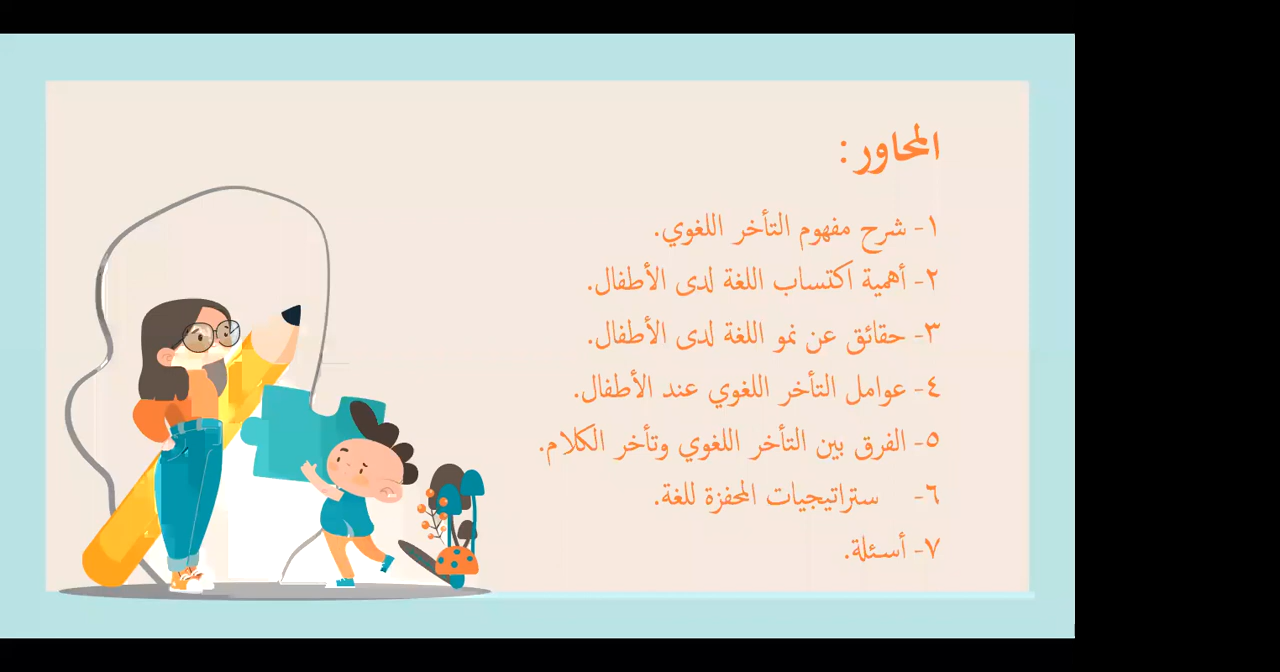 المحاور:
١- شرح مفهوم التأخر اللغوي.
٢- أهمية اكتساب اللغة لدى الأطفال.
٣- حقائق عن نمو اللغة لدى الأطفال.
٤- عوامل التأخر اللغوي عند الأطفال.
٥- الفرق بين التأخر اللغوي وتأخر الكلام.
٦- ستراتيجيات المحفزة للغة.
٧- أسئلة.